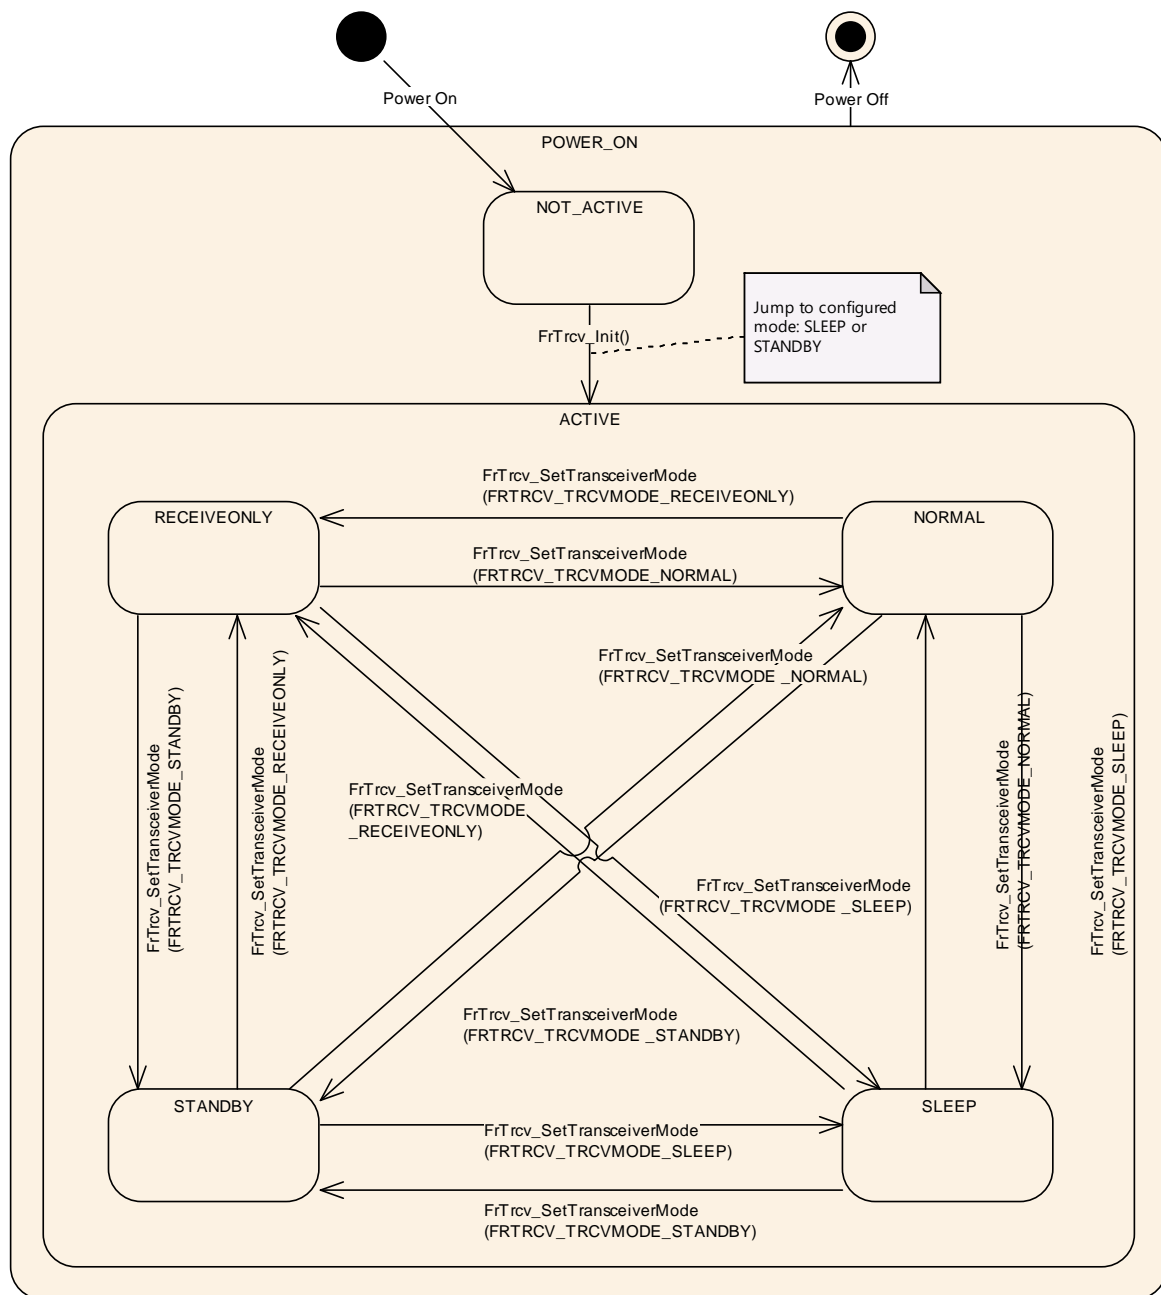 Power On
Power Off
POWER_ON
NOT_ACTIVE
FrTrcv_Init()
Jump to configured
mode: SLEEP or
STANDBY
ACTIVE
FrTrcv_SetTransceiverMode
(FRTRCV_TRCVMODE_RECEIVEONLY)
RECEIVEONLY
NORMAL
FrTrcv_SetTransceiverMode
(FRTRCV_TRCVMODE_NORMAL)
FrTrcv_SetTransceiverMode
(FRTRCV_TRCVMODE _NORMAL)
FrTrcv_SetTransceiverMode
(FRTRCV_TRCVMODE_STANDBY)
FrTrcv_SetTransceiverMode
(FRTRCV_TRCVMODE_RECEIVEONLY)
FrTrcv_SetTransceiverMode
(FRTRCV_TRCVMODE
_RECEIVEONLY)
FrTrcv_SetTransceiverMode
(FRTRCV_TRCVMODE _SLEEP)
FrTrcv_SetTransceiverMode
(FRTRCV_TRCVMODE_NORMAL)
FrTrcv_SetTransceiverMode
(FRTRCV_TRCVMODE_SLEEP)
FrTrcv_SetTransceiverMode
(FRTRCV_TRCVMODE _STANDBY)
STANDBY
SLEEP
FrTrcv_SetTransceiverMode
(FRTRCV_TRCVMODE_SLEEP)
FrTrcv_SetTransceiverMode
(FRTRCV_TRCVMODE_STANDBY)